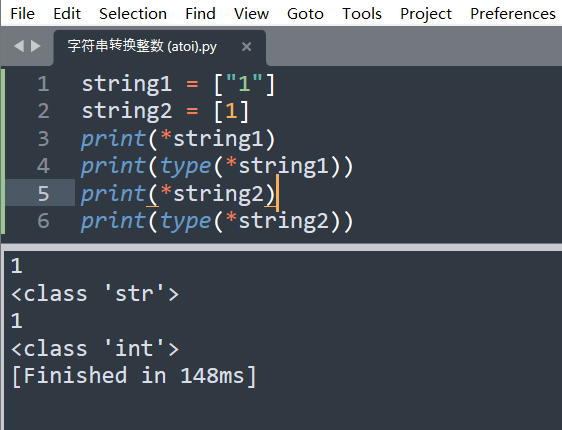 File Edit Selection Find View Goto Tools Project Preferences
字符串转换整数 (atoi).py ×
1 string1 = ["1"]
2 string2 = [1]
3 print(*string1)
4 print(type(*string1))
5 print(*string2)
6 print(type(*string2))
1
<class 'str'>
1
<class 'int'>
[Finished in 148ms]